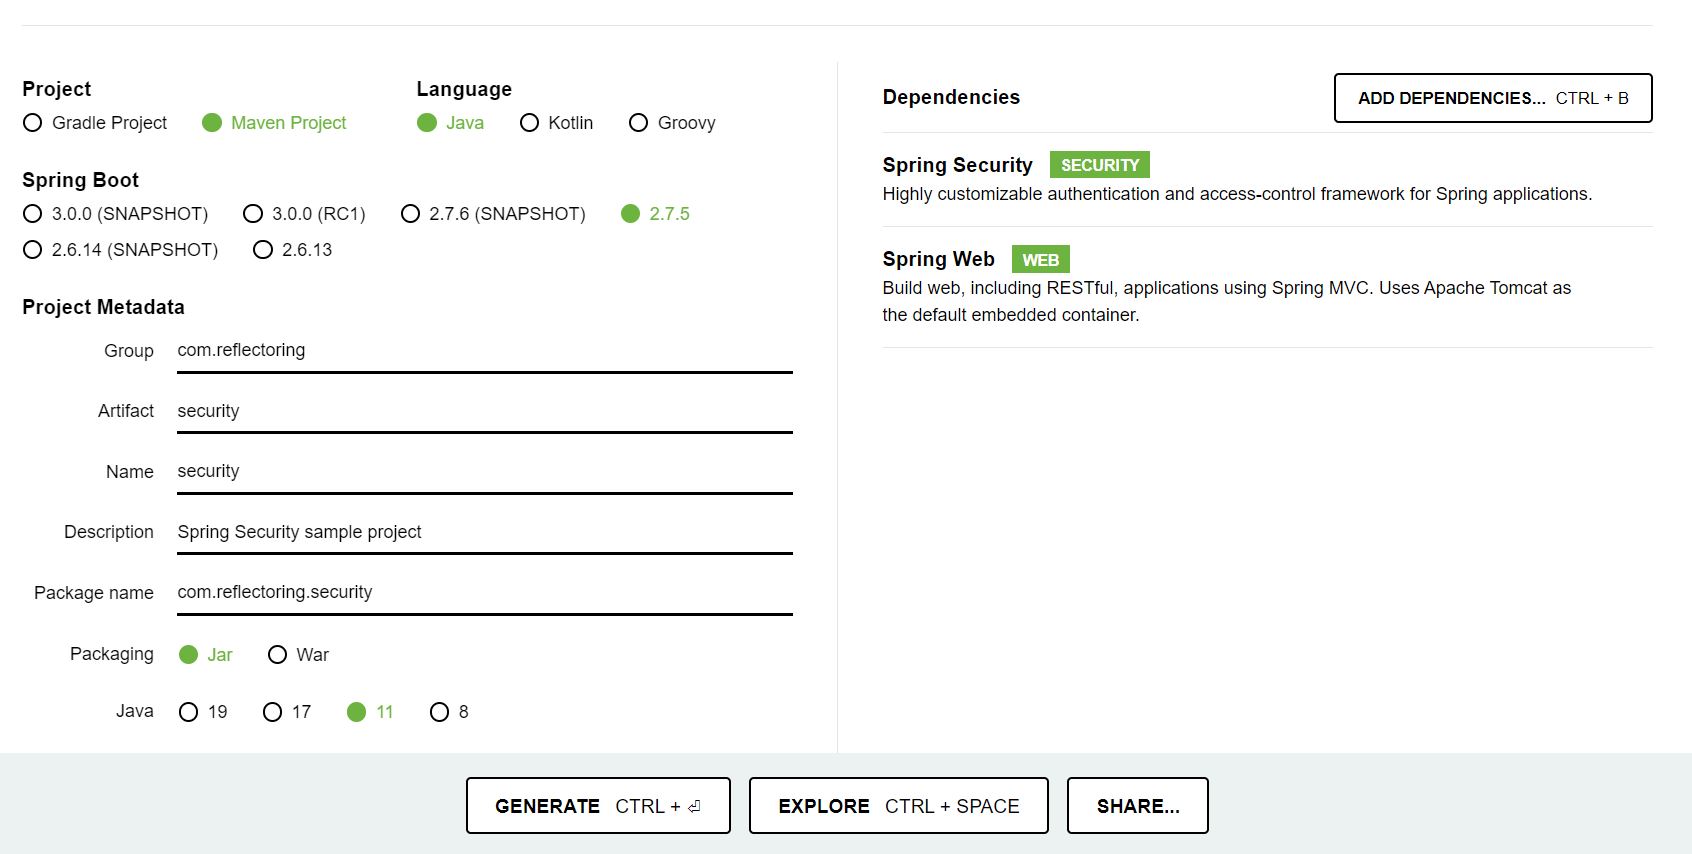 Project
Gradle Project Maven Project
Language
Java Kotlin Groovy
Spring Boot
3.0.0 (SNAPSHOT) 3.0.0 (RC1) 2.7.6 (SNAPSHOT) 2.7.5
2.6.14 (SNAPSHOT) 2.6.13
Project Metadata
Group com.reflectoring
Artifact security
Name security
Description Spring Security sample project
Package name com.reflectoring.security
Packaging Jar War
Java 19 17 11 8
Dependencies
ADD DEPENDENCIES... CTRL + B
Spring Security SECURITY
Highly customizable authentication and access-control framework for Spring applications.
Spring Web WEB
Build web, including RESTful, applications using Spring MVC. Uses Apache Tomcat as
the default embedded container.
GENERATE CTRL + ⏎
EXPLORE CTRL + SPACE
SHARE...